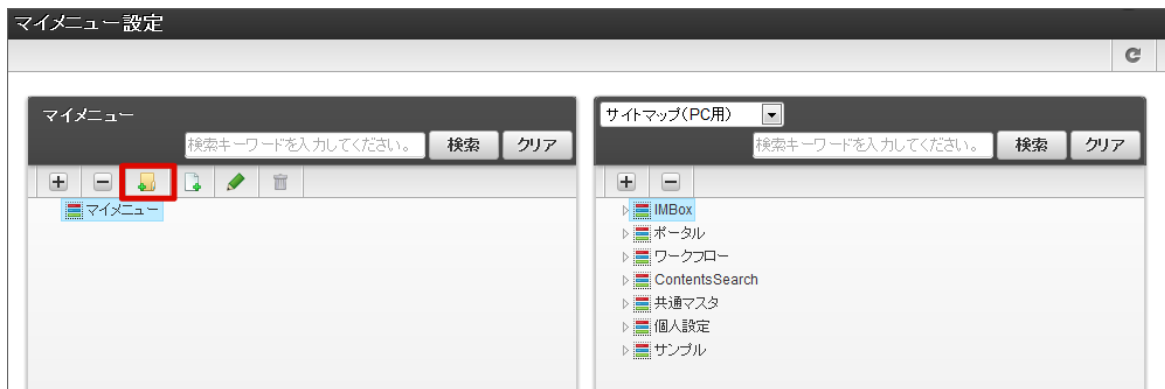 マイメニュー設定
マイメニュー
検索キーワードを入力してください。 検索 クリア
マイメニュー
サイトマップ(PC用)
検索キーワードを入力してください。 検索 クリア
IMBox
ポータル
ワークフロー
ContentsSearch
共通マスタ
個人設定
サンプル